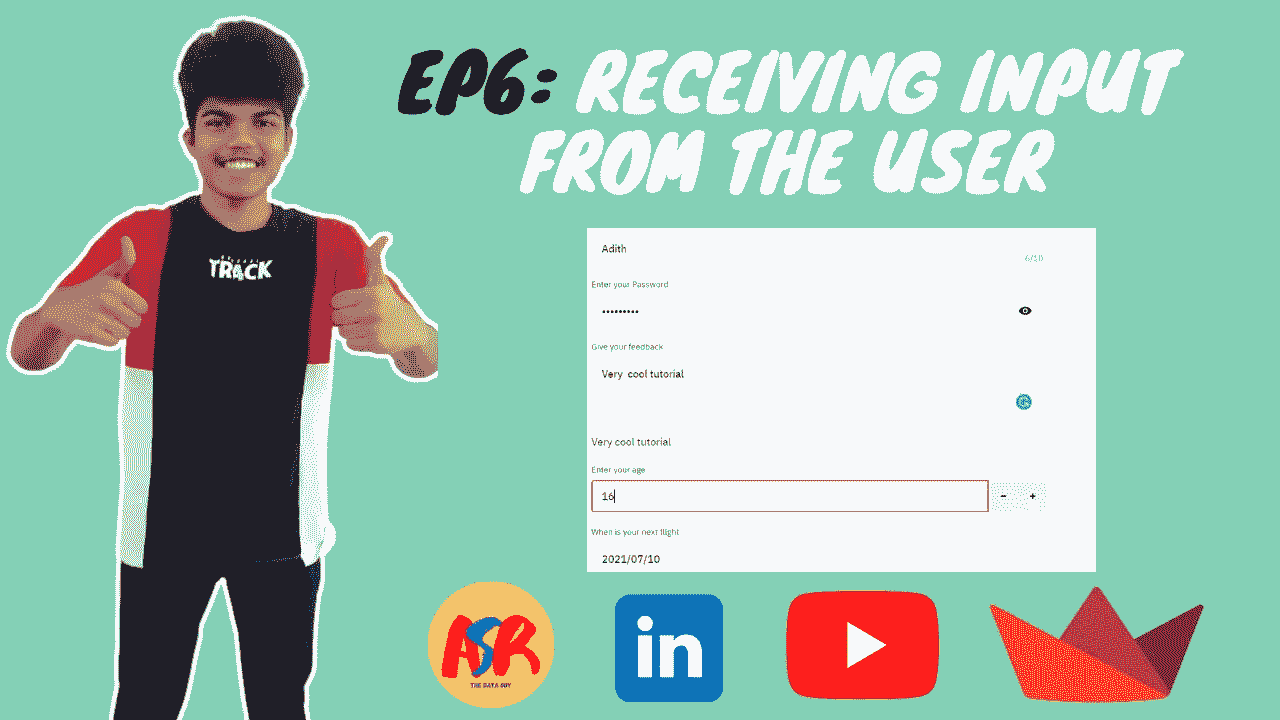 EP6: RECEIVING INPUT
FROM THE USER
TRACK
Adith
6/10
Enter your Password
•••••••••
Give your feedback
Very cool tutorial
Very cool tutorial
Enter your age
16
- +
When is your next flight
2021/07/10
ASR
THE DATA GUY
in